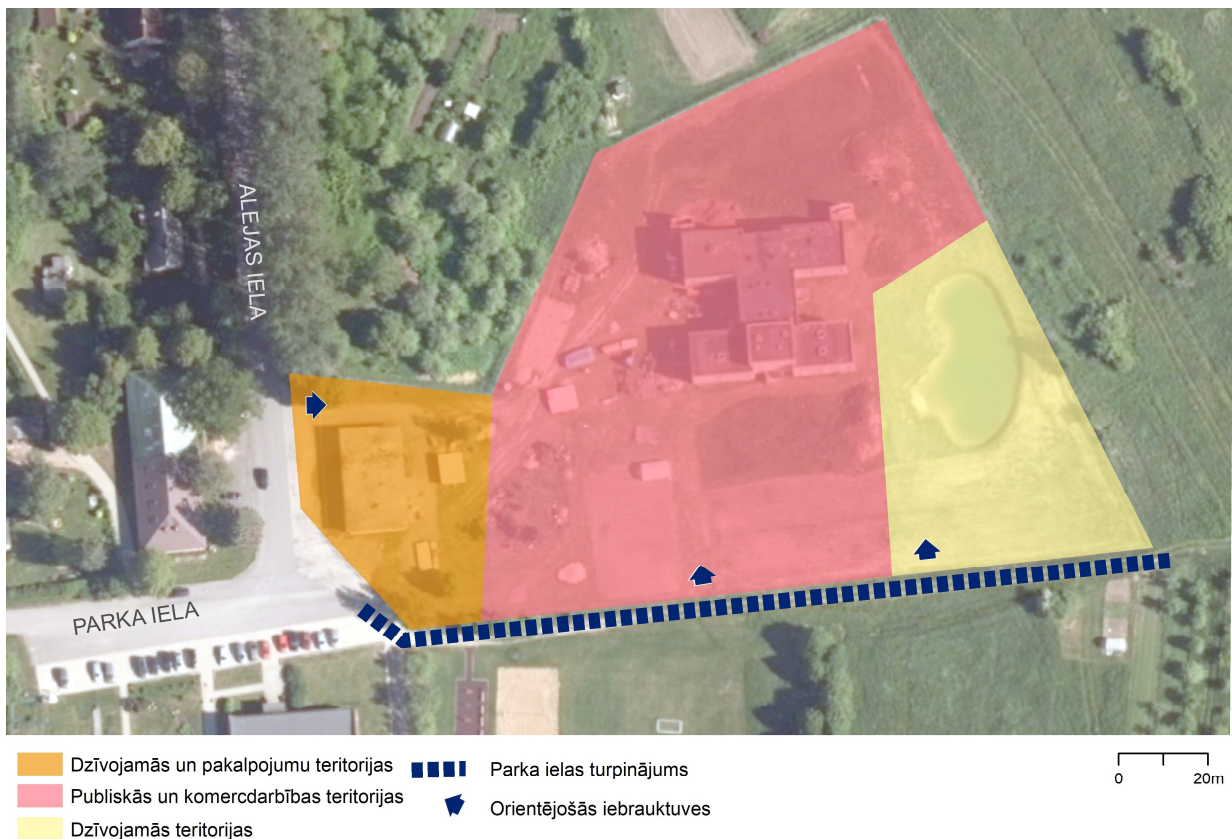 ALEJAS IELA
PARKA IELA
Dzīvojamās un pakalpojumu teritorijas
Publiskās un komercdarbības teritorijas
Dzīvojamās teritorijas
Parka ielas turpinājums
Orientējošās iebrauktuves
0 20m